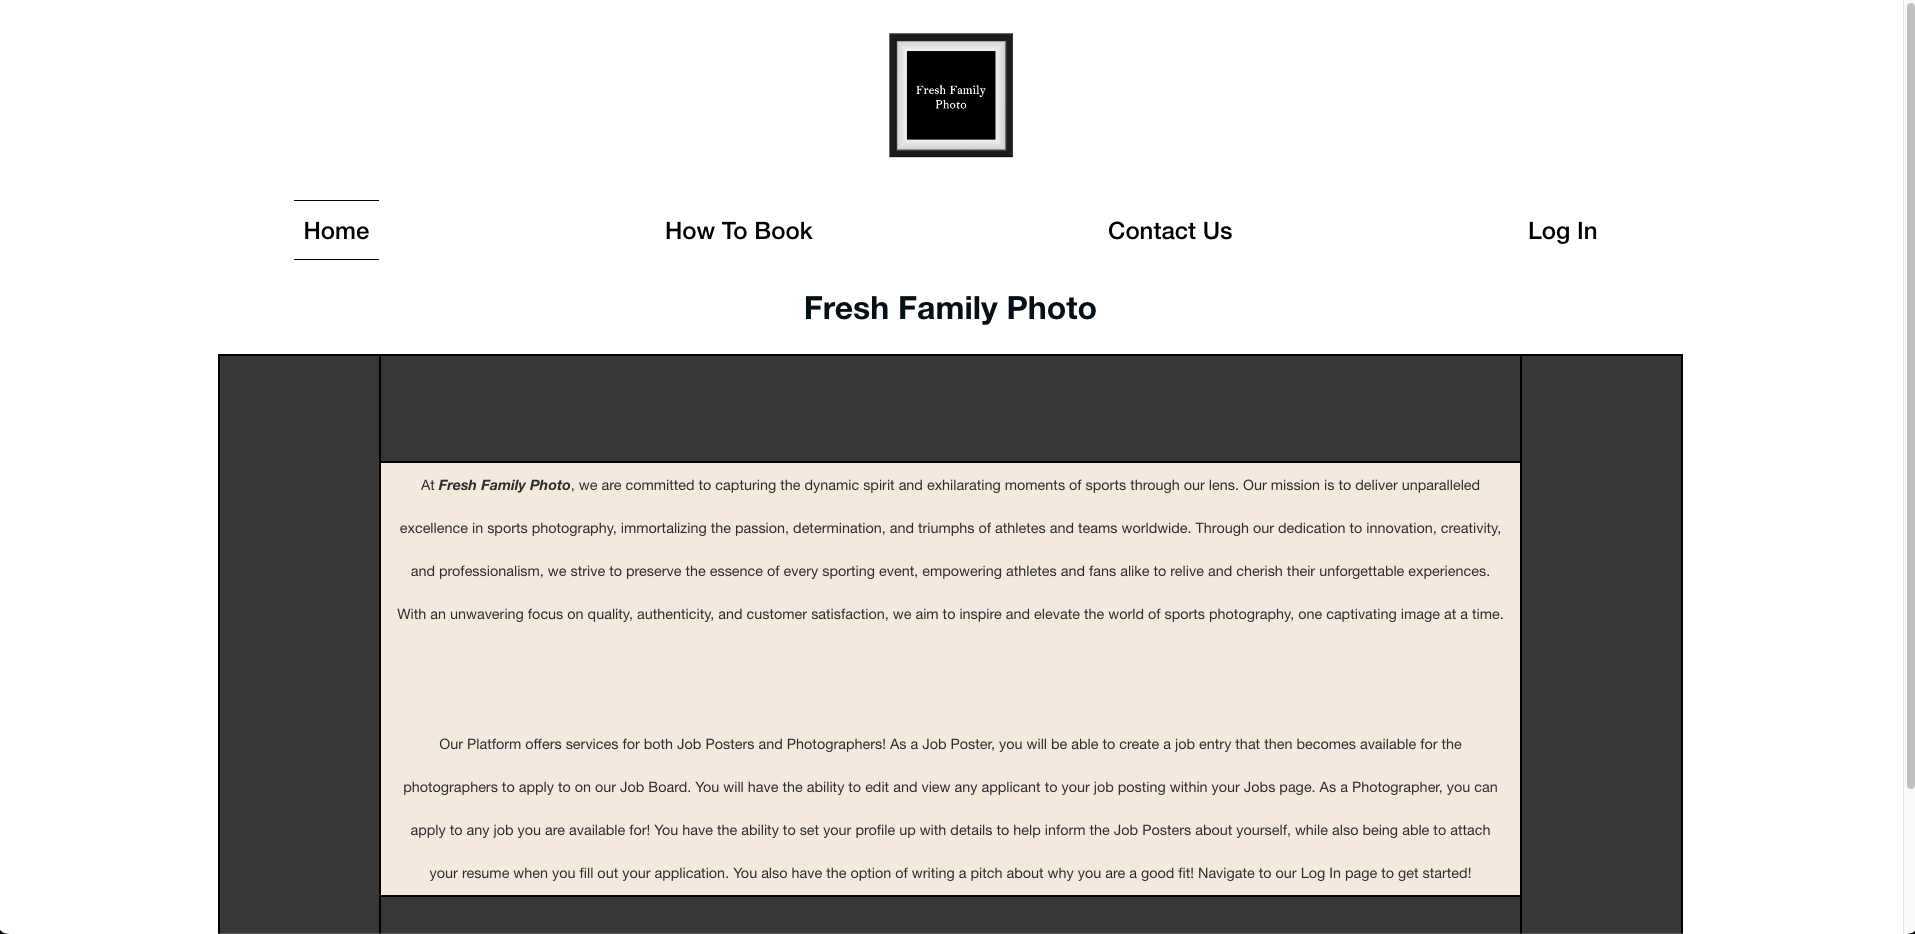 Fresh Family
Photo
Home
How To Book
Contact Us
Log In
Fresh Family Photo
At Fresh Family Photo, we are committed to capturing the dynamic spirit and exhilarating moments of sports through our lens. Our mission is to deliver unparalleled
excellence in sports photography, immortalizing the passion, determination, and triumphs of athletes and teams worldwide. Through our dedication to innovation, creativity,
and professionalism, we strive to preserve the essence of every sporting event, empowering athletes and fans alike to relive and cherish their unforgettable experiences.
With an unwavering focus on quality, authenticity, and customer satisfaction, we aim to inspire and elevate the world of sports photography, one captivating image at a time.
Our Platform offers services for both Job Posters and Photographers! As a Job Poster, you will be able to create a job entry that then becomes available for the
photographers to apply to on our Job Board. You will have the ability to edit and view any applicant to your job posting within your Jobs page. As a Photographer, you can
apply to any job you are available for! You have the ability to set your profile up with details to help inform the Job Posters about yourself, while also being able to attach
your resume when you fill out your application. You also have the option of writing a pitch about why you are a good fit! Navigate to our Log In page to get started!